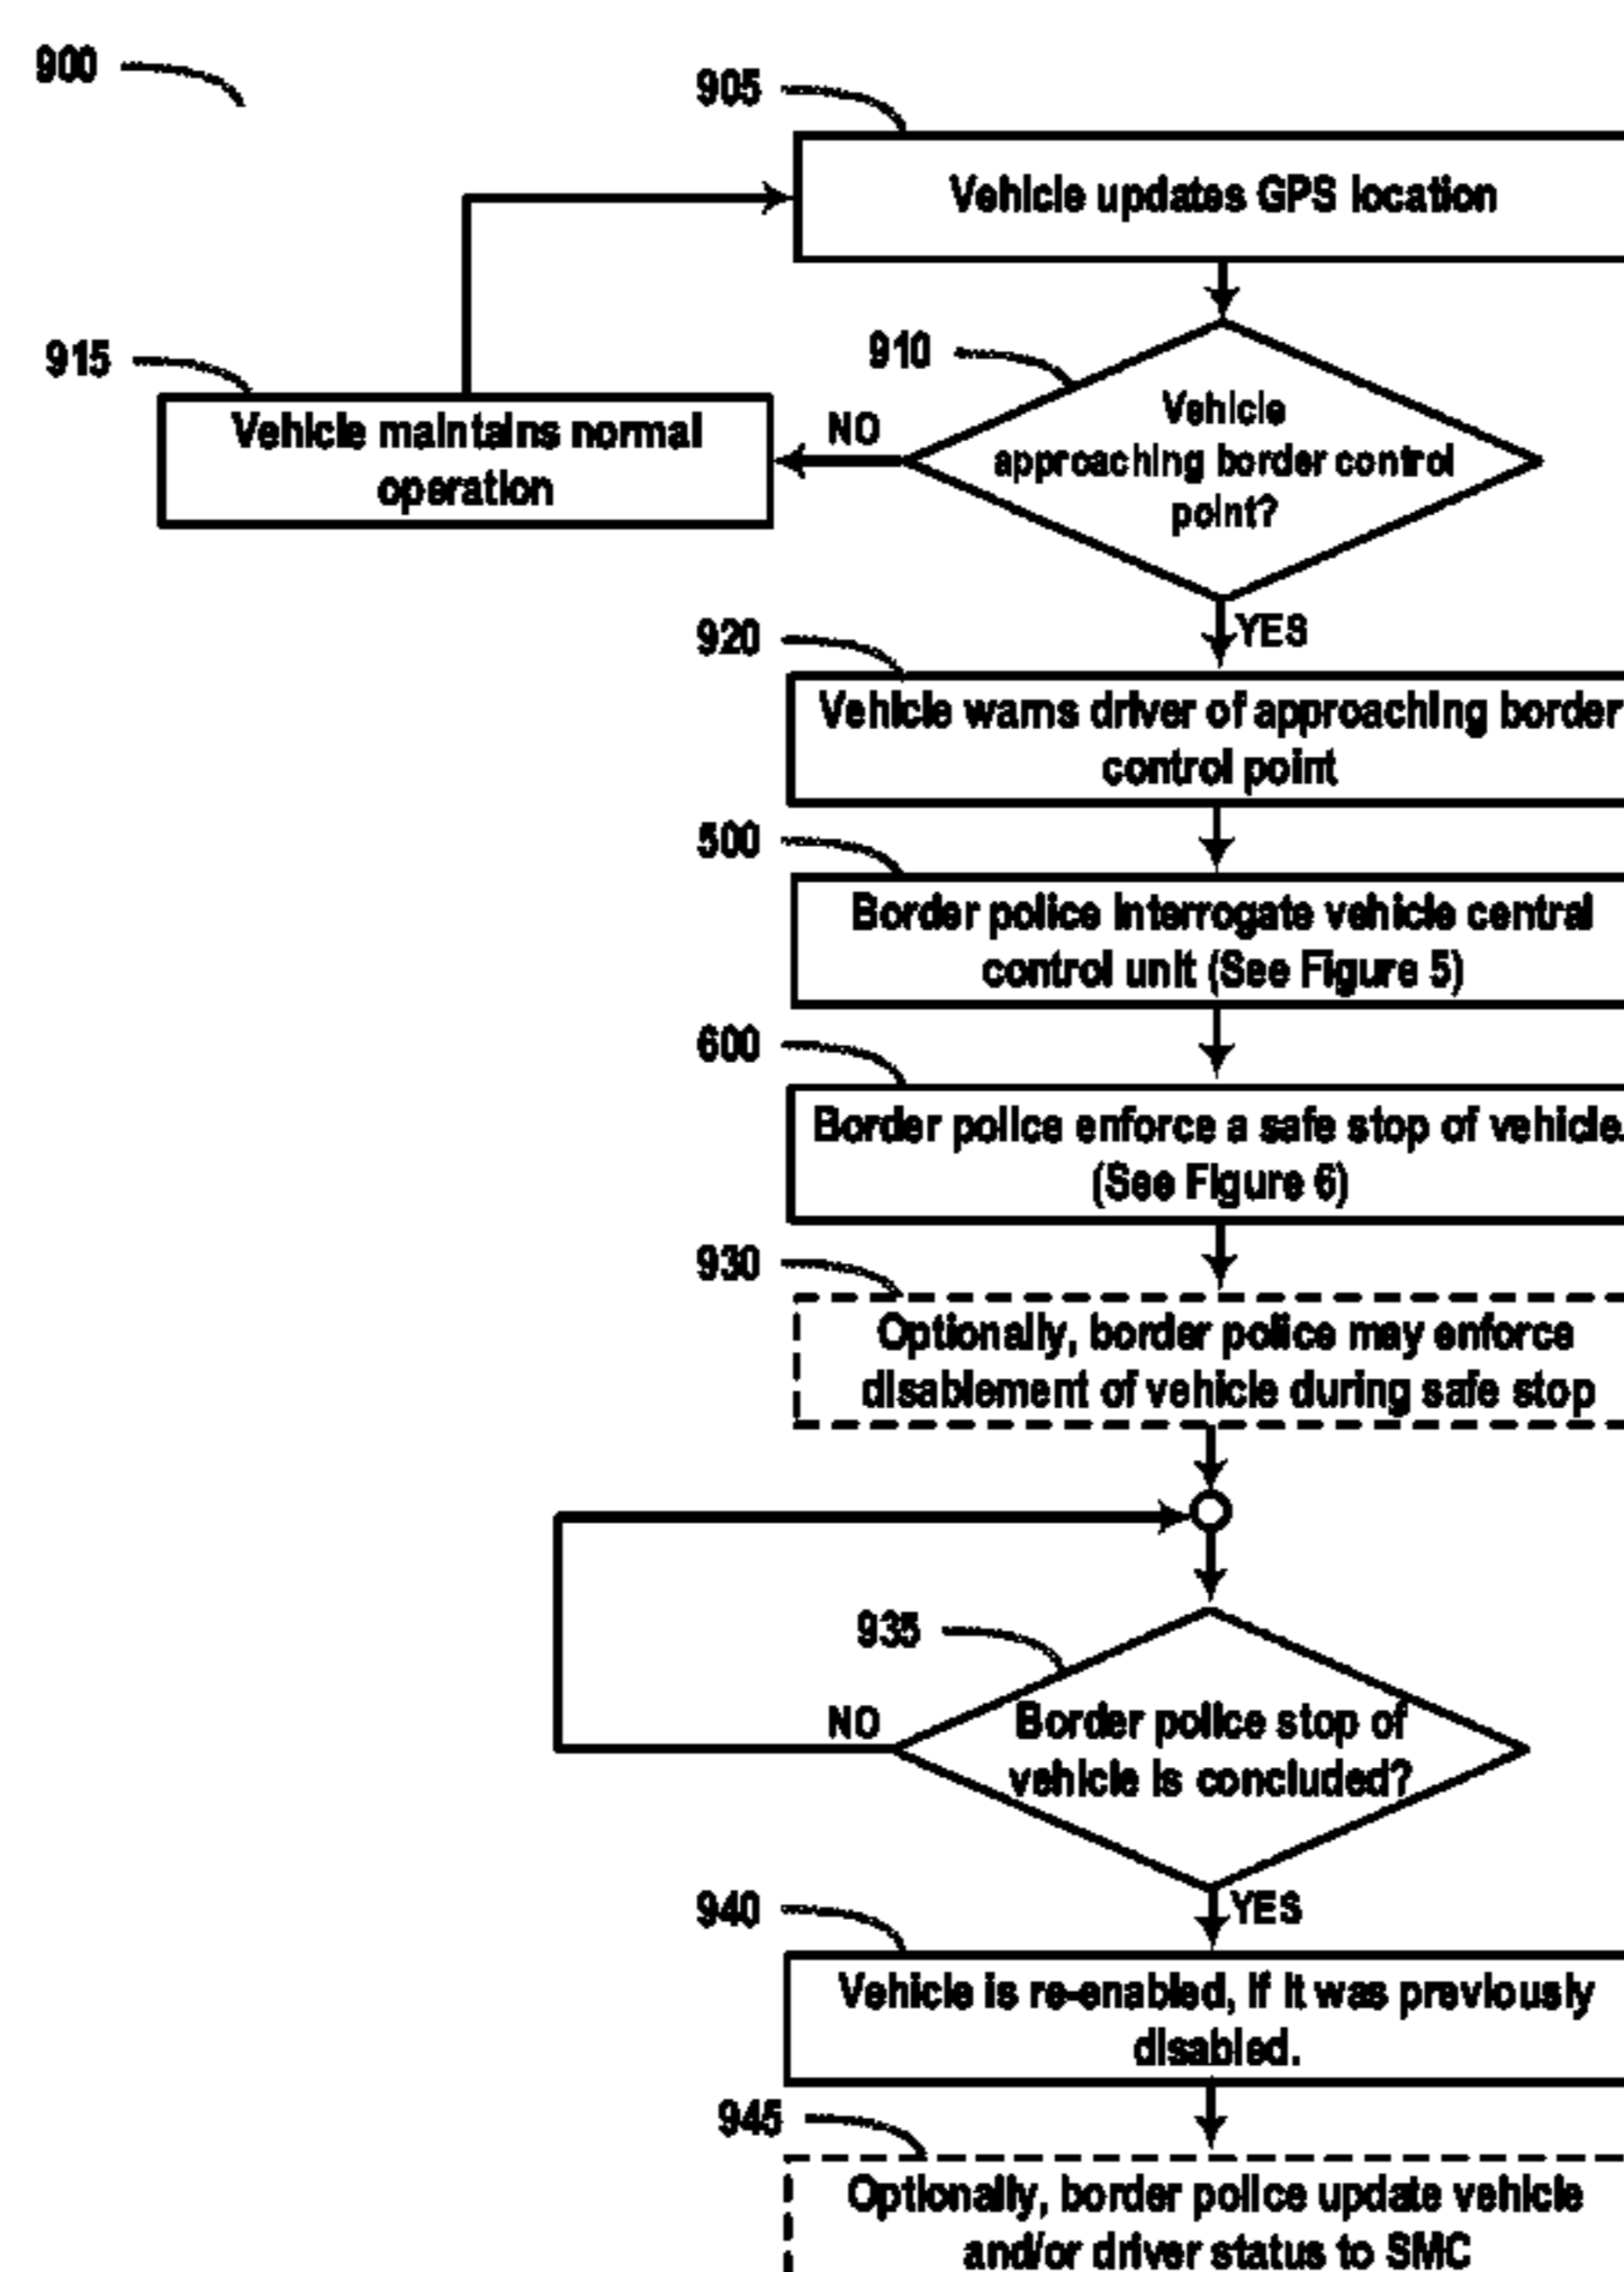 900
905
Vehicle updates GPS location
910
915
Vehicle maintains normal
operation
NO
Vehicle
approaching border control
point?
YES
920
Vehicle warns driver of approaching border
control point
500
Border police interrogate vehicle central
control unit (See Figure 5)
600
Border police enforce a safe stop of vehicle.
(See Figure 6)
930
Optionally, border police may enforce
disablement of vehicle during safe stop
935
NO
Border police stop of
vehicle is concluded?
YES
940
Vehicle is re-enabled, if it was previously
disabled.
945
Optionally, border police update vehicle
and/or driver status to SMC